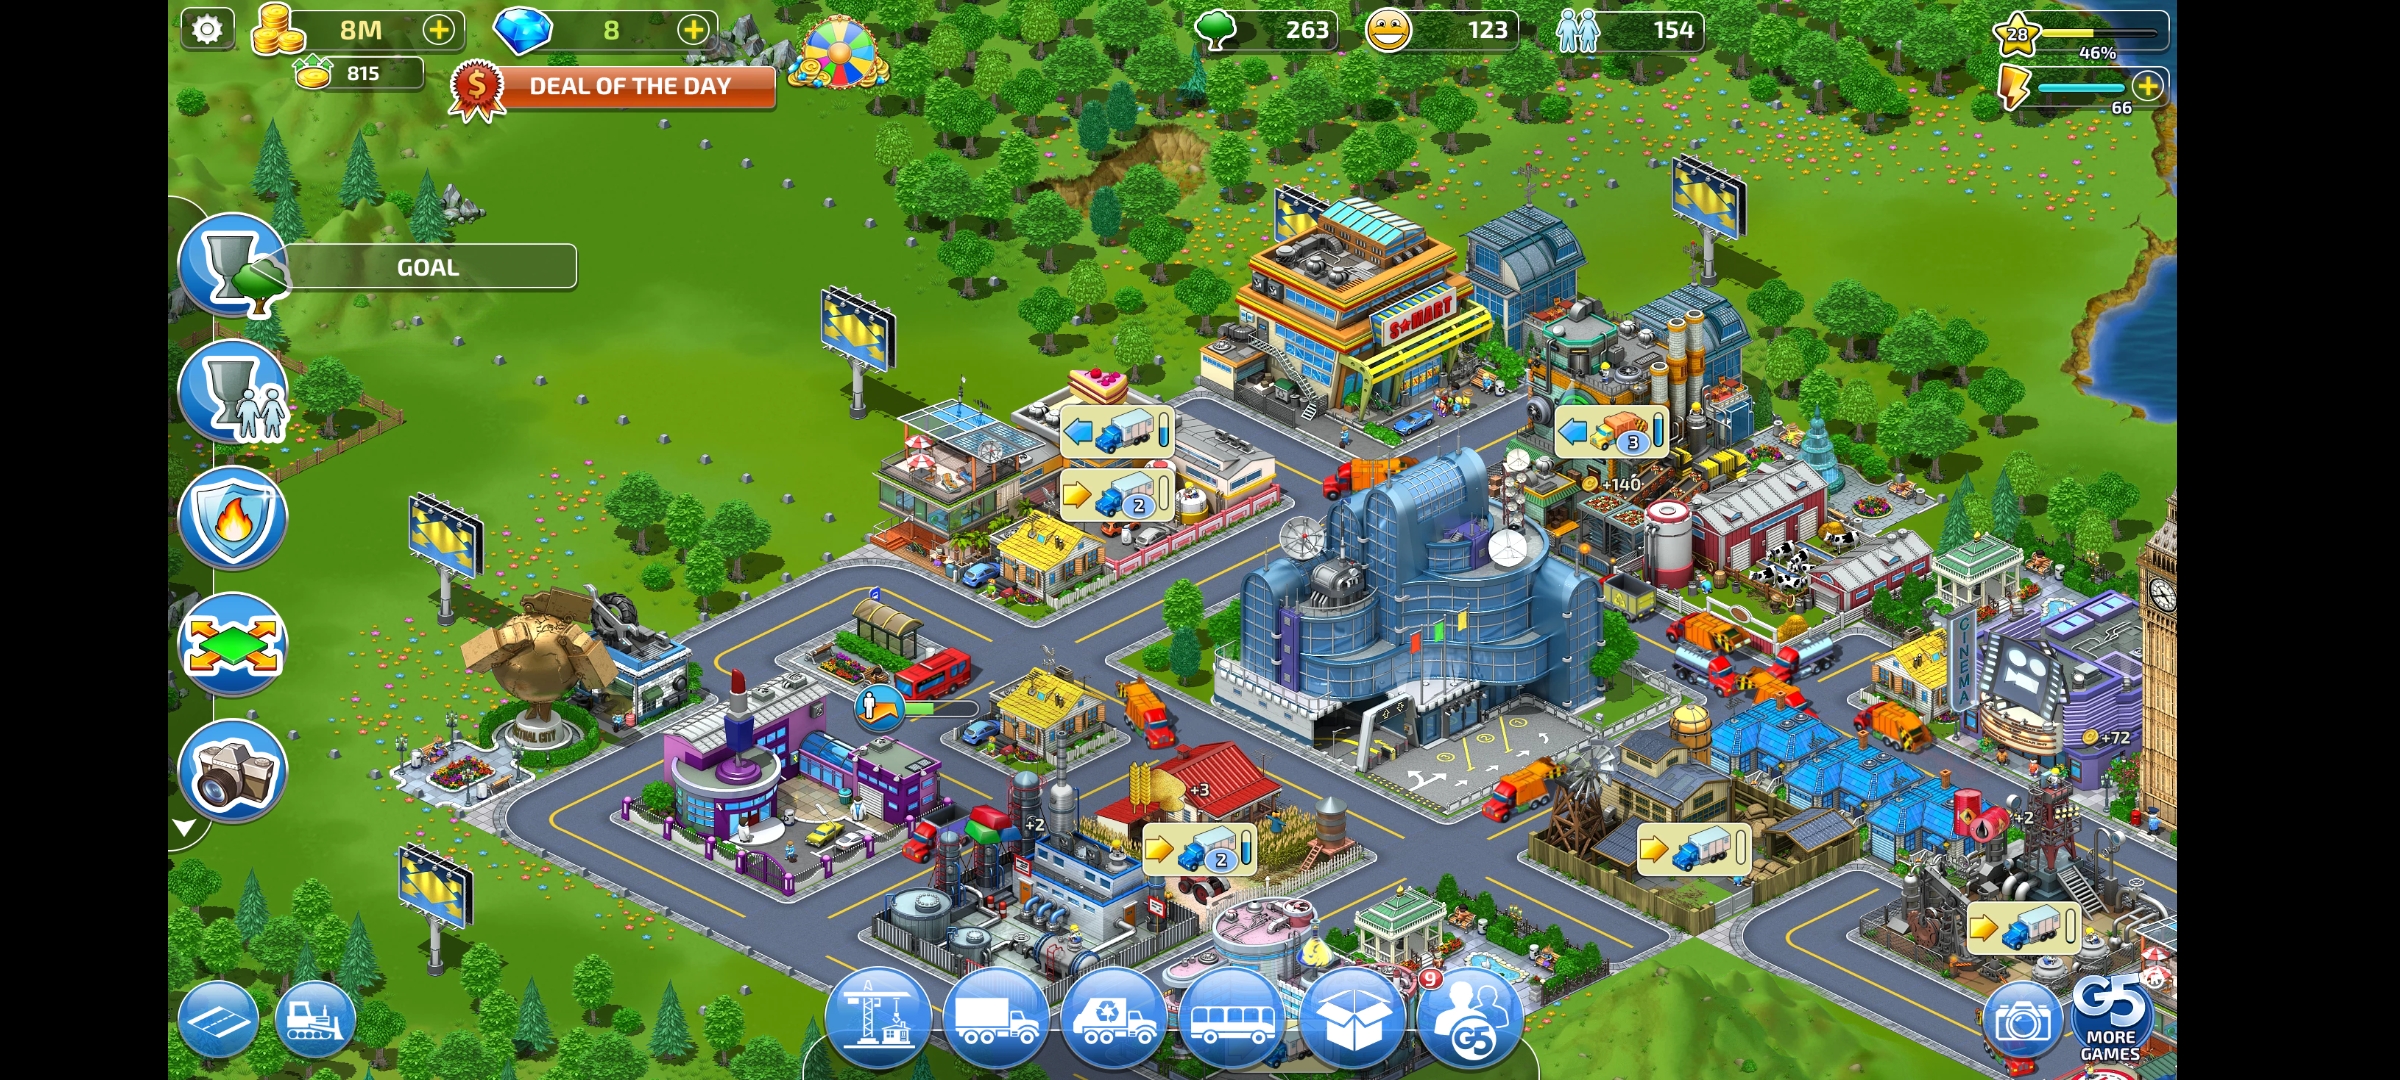 8M
8
263
123
154
28
46%
815
DEAL OF THE DAY
66
GOAL
S★MART
+140
CINEMA
+72
+3
+2
+2
3
2
2
9
G5
G5
MORE
GAMES